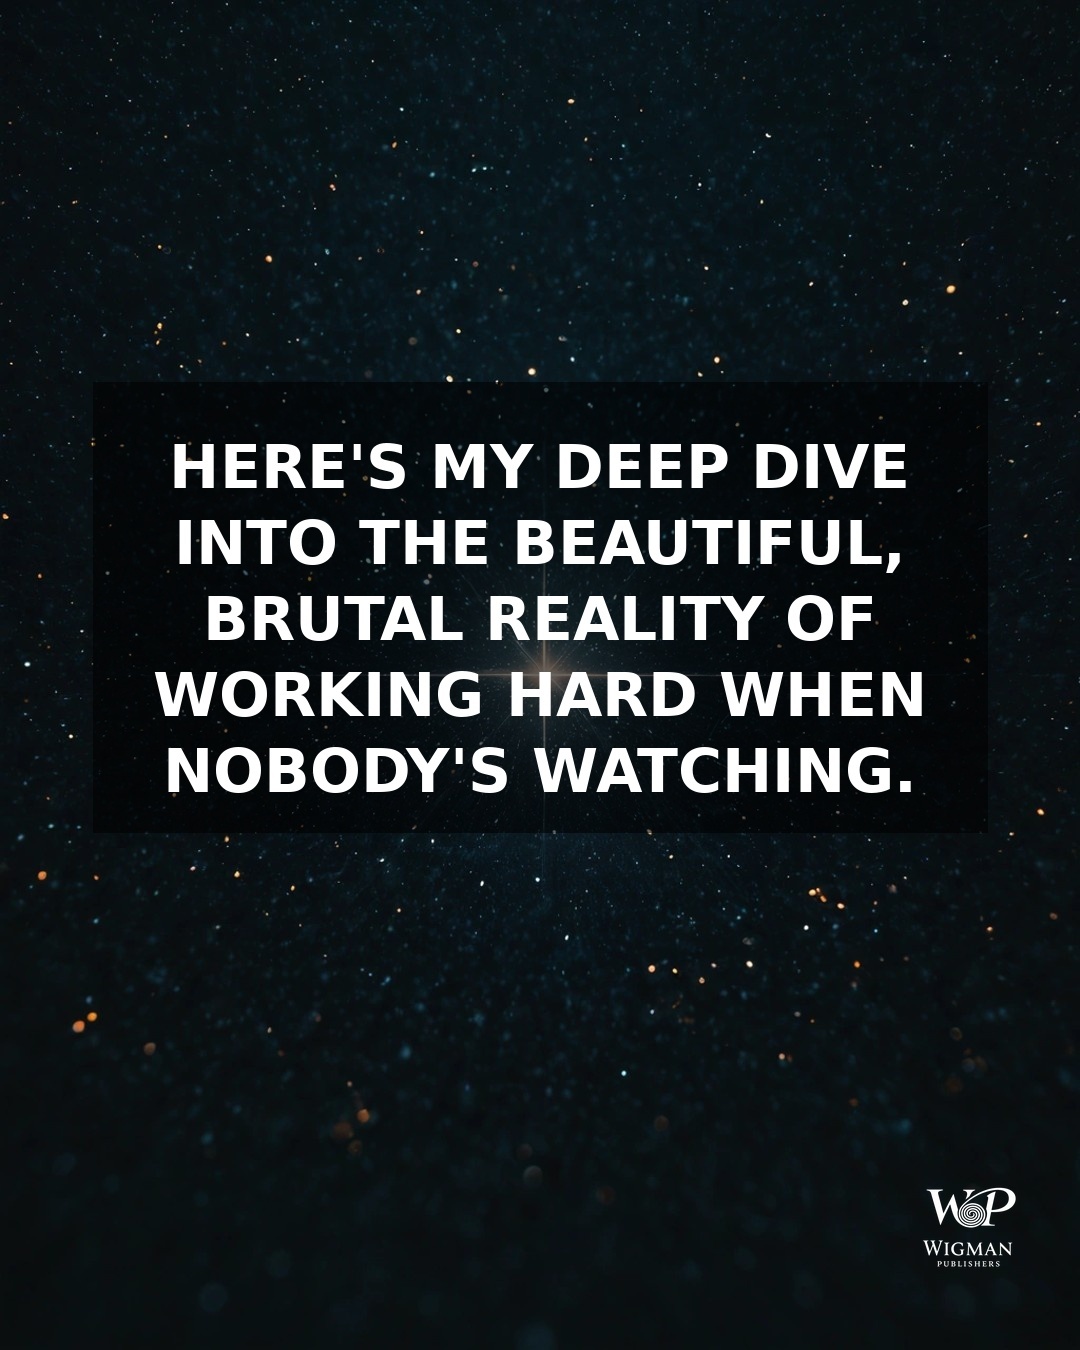 HERE'S MY DEEP DIVE
INTO THE BEAUTIFUL,
BRUTAL REALITY OF
WORKING HARD WHEN
NOBODY'S WATCHING.
WP
WIGMAN
PUBLISHERS